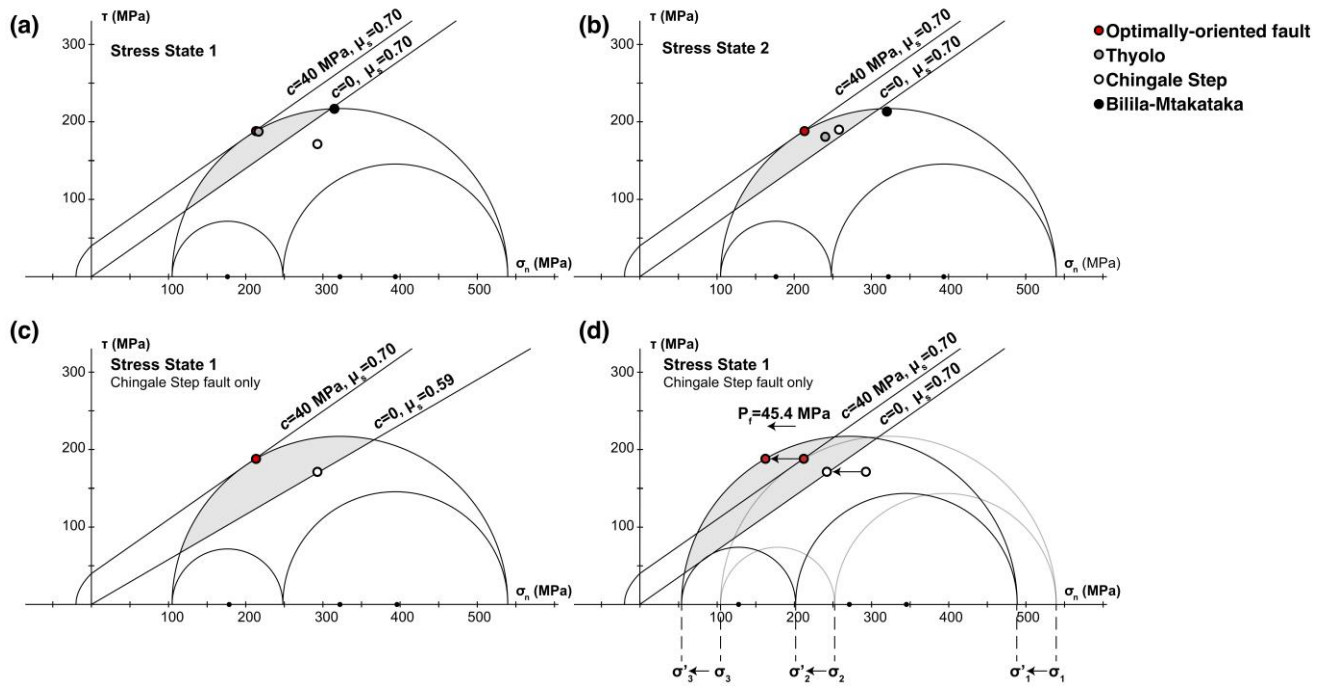 (a)
τ (MPa)
300
200
100
Stress State 1
c=40 MPa, μs=0.70
c=0, μs=0.70
σn (MPa)
100 200 300 400 500
(b)
τ (MPa)
300
200
100
Stress State 2
c=40 MPa, μs=0.70
c=0, μs=0.70
σn (MPa)
100 200 300 400 500
Optimally-oriented fault
Thyolo
Chingale Step
Bilila-Mtakataka
(c)
τ (MPa)
300
200
100
Stress State 1
Chingale Step fault only
c=40 MPa, μs=0.70
c=0, μs=0.59
σn (MPa)
100 200 300 400 500
(d)
τ (MPa)
300
200
100
Stress State 1
Chingale Step fault only
c=40 MPa, μs=0.70
c=0, μs=0.70
Pf=45.4 MPa
σn (MPa)
100 200 300 400 500
σ'3 σ3 σ'2 σ2 σ'1 σ1